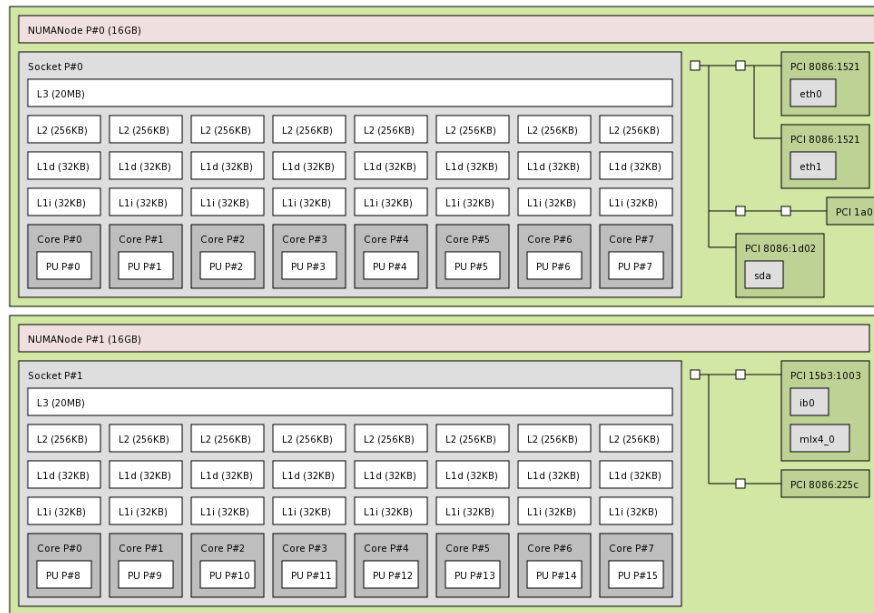 NUMANode P#0 (16GB)
Socket P#0
L3 (20MB)
L2 (256KB) L2 (256KB) L2 (256KB) L2 (256KB) L2 (256KB) L2 (256KB) L2 (256KB) L2 (256KB)
L1d (32KB) L1d (32KB) L1d (32KB) L1d (32KB) L1d (32KB) L1d (32KB) L1d (32KB) L1d (32KB)
L1i (32KB) L1i (32KB) L1i (32KB) L1i (32KB) L1i (32KB) L1i (32KB) L1i (32KB) L1i (32KB)
Core P#0 Core P#1 Core P#2 Core P#3 Core P#4 Core P#5 Core P#6 Core P#7
PU P#0 PU P#1 PU P#2 PU P#3 PU P#4 PU P#5 PU P#6 PU P#7
PCI 8086:1521
eth0
PCI 8086:1521
eth1
PCI 1a0
PCI 8086:1d02
sda
NUMANode P#1 (16GB)
Socket P#1
L3 (20MB)
L2 (256KB) L2 (256KB) L2 (256KB) L2 (256KB) L2 (256KB) L2 (256KB) L2 (256KB) L2 (256KB)
L1d (32KB) L1d (32KB) L1d (32KB) L1d (32KB) L1d (32KB) L1d (32KB) L1d (32KB) L1d (32KB)
L1i (32KB) L1i (32KB) L1i (32KB) L1i (32KB) L1i (32KB) L1i (32KB) L1i (32KB) L1i (32KB)
Core P#0 Core P#1 Core P#2 Core P#3 Core P#4 Core P#5 Core P#6 Core P#7
PU P#8 PU P#9 PU P#10 PU P#11 PU P#12 PU P#13 PU P#14 PU P#15
PCI 15b3:1003
ib0
mlx4_0
PCI 8086:225c